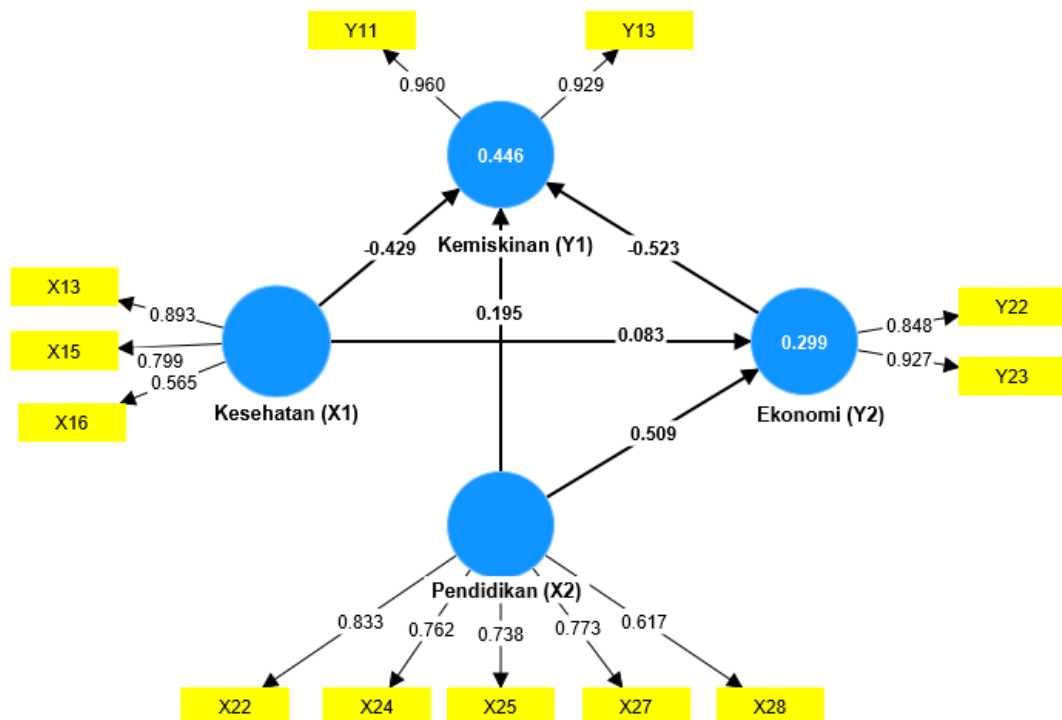 Y11
Y13
0.960
0.929
0.446
Kemiskinan (Y1)
-0.429
-0.523
0.195
0.083
X13
X15
X16
0.893
0.799
0.565
Kesehatan (X1)
Y22
Y23
0.848
0.927
0.299
Ekonomi (Y2)
0.509
Pendidikan (X2)
0.833
0.762
0.738
0.773
0.617
X22
X24
X25
X27
X28